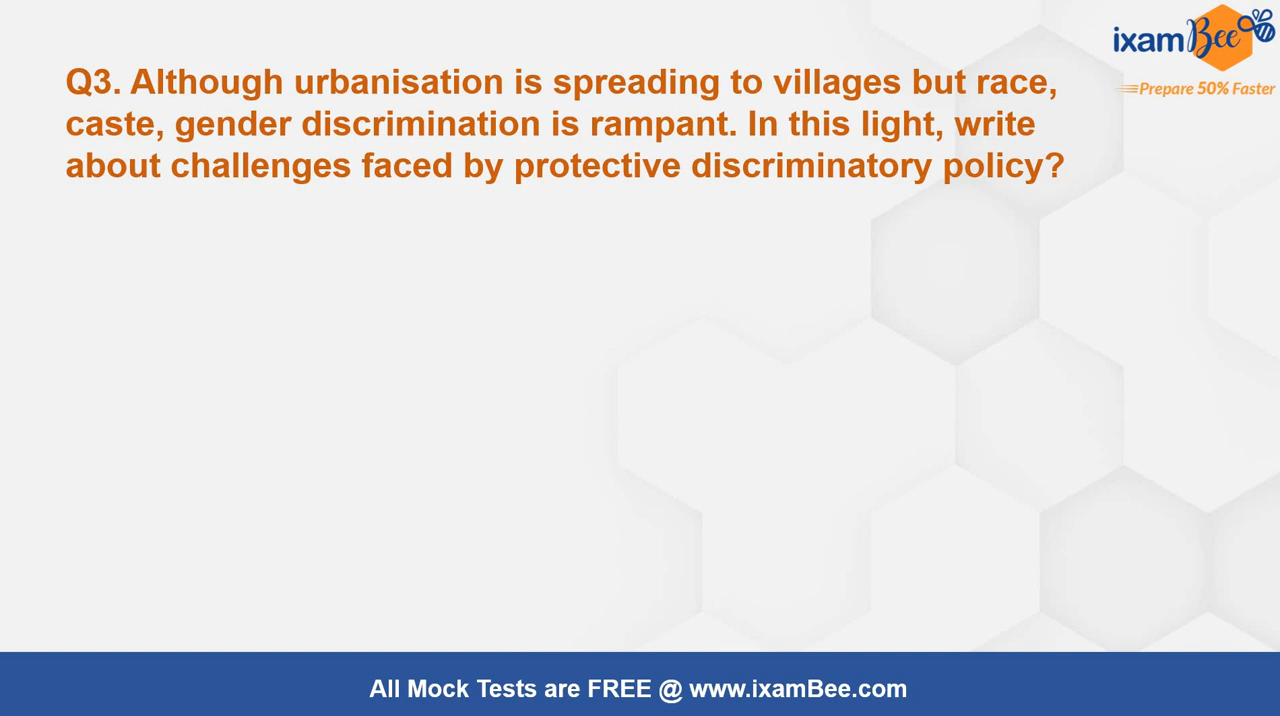 ixamBee
Prepare 50% Faster
Q3. Although urbanisation is spreading to villages but race,
caste, gender discrimination is rampant. In this light, write
about challenges faced by protective discriminatory policy?
All Mock Tests are FREE @ www.ixamBee.com